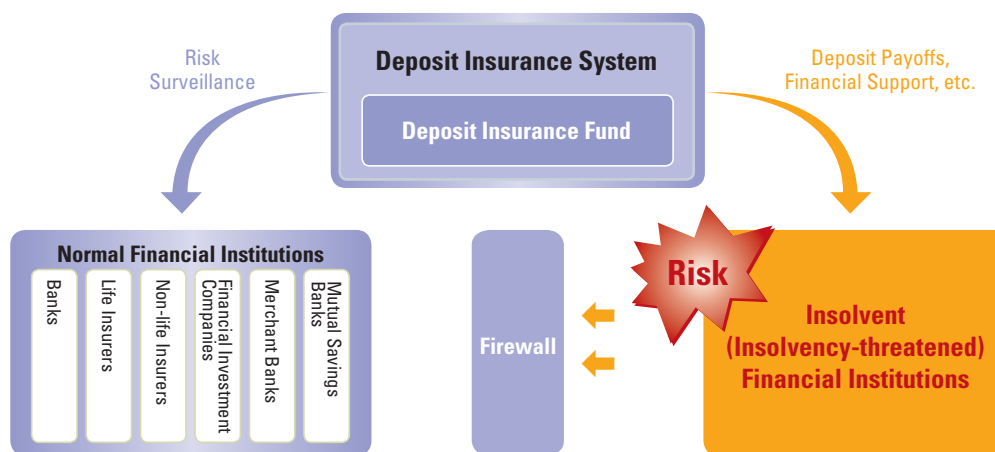 Risk
Surveillance
Deposit Insurance System
Deposit Insurance Fund
Deposit Payoffs,
Financial Support, etc.
Normal Financial Institutions
Banks
Life Insurers
Non-life Insurers
Financial Investment
Companies
Merchant Banks
Mutual Savings
Banks
Firewall
Risk
Insolvent
(Insolvency-threatened)
Financial Institutions